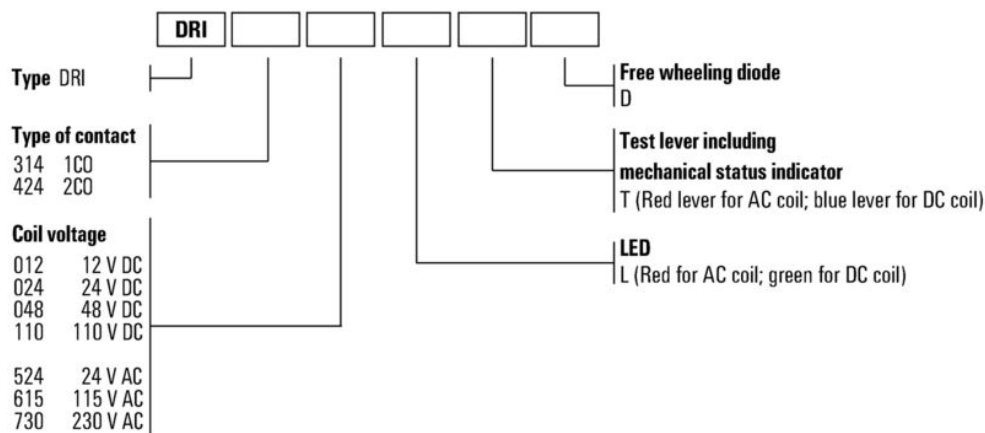 DRI
Type DRI
Type of contact
314 1CO
424 2CO
Coil voltage
012 12 V DC
024 24 V DC
048 48 V DC
110 110 V DC
524 24 V AC
615 115 V AC
730 230 V AC
Free wheeling diode
D
Test lever including
mechanical status indicator
T (Red lever for AC coil; blue lever for DC coil)
LED
L (Red for AC coil; green for DC coil)